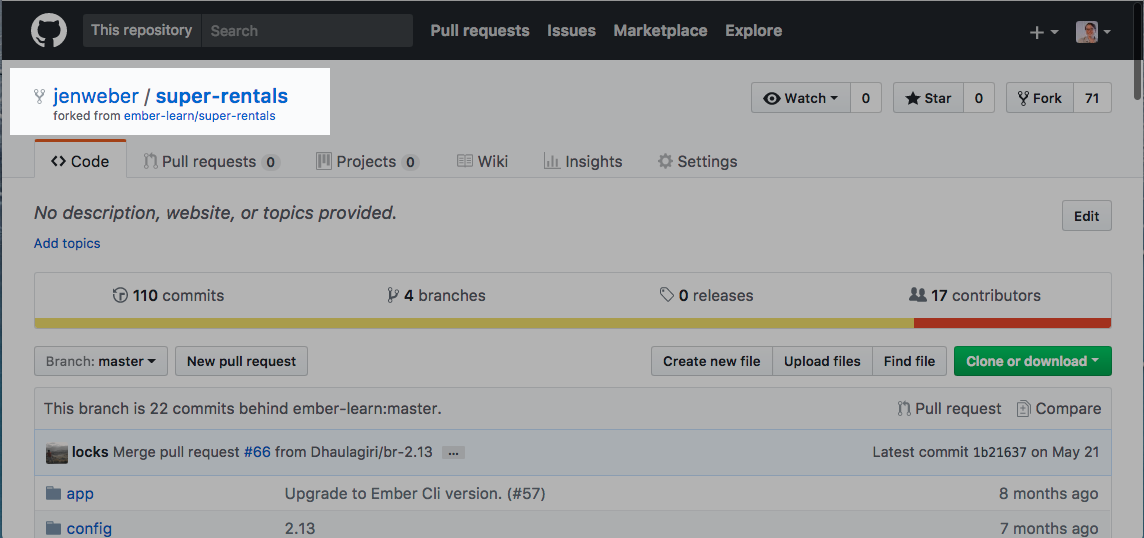 This repository Search Pull requests Issues Marketplace Explore
jenweber / super-rentals
forked from ember-learn/super-rentals
Watch 0 Star 0 Fork 71
Code Pull requests 0 Projects 0 Wiki Insights Settings
No description, website, or topics provided.
Edit
Add topics
110 commits 4 branches 0 releases 17 contributors
Branch: master New pull request Create new file Upload files Find file Clone or download
This branch is 22 commits behind ember-learn:master. Pull request Compare
locks Merge pull request #66 from Dhaulagiri/br-2.13 … Latest commit 1b21637 on May 21
app Upgrade to Ember Cli version. (#57) 8 months ago
config 2.13 7 months ago